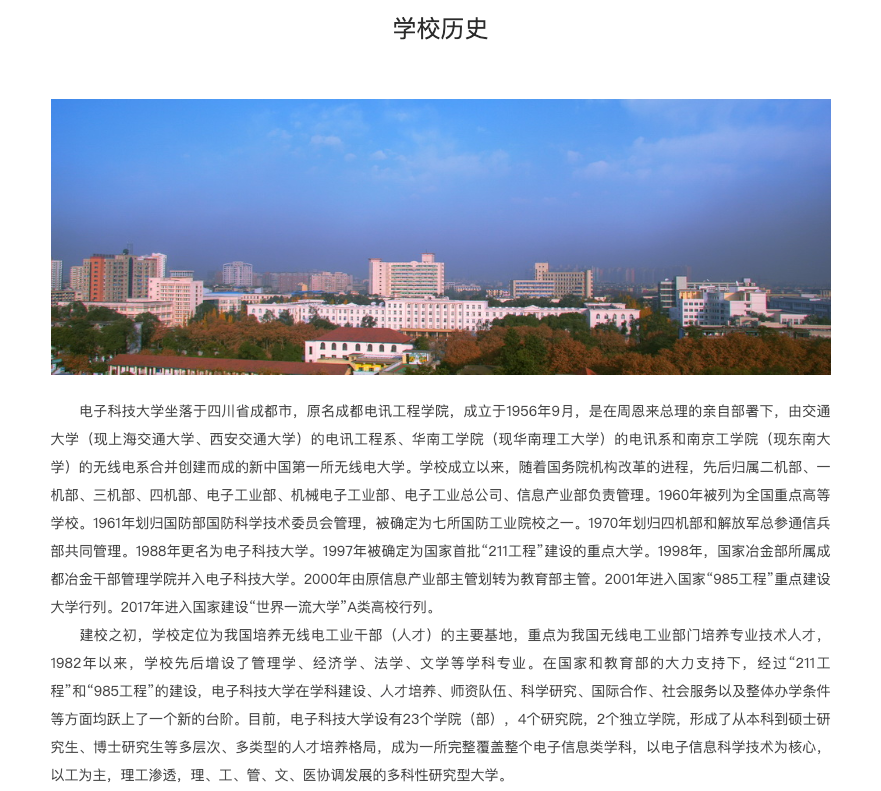 学校历史
电子科技大学坐落于四川省成都市，原名成都电讯工程学院，成立于1956年9月，是在周恩来总理的亲自部署下，由交通
大学（现上海交通大学、西安交通大学）的电讯工程系、华南工学院（现华南理工大学）的电讯系和南京工学院（现东南大
学）的无线电系合并创建而成的新中国第一所无线电大学。学校成立以来，随着国务院机构改革的进程，先后归属二机部、一
机部、三机部、四机部、电子工业部、机械电子工业部、电子工业总公司、信息产业部负责管理。1960年被列为全国重点高等
学校。1961年划归国防部国防科学技术委员会管理，被确定为七所国防工业院校之一。1970年划归四机部和解放军总参通信兵
部共同管理。1988年更名为电子科技大学。1997年被确定为国家首批“211工程”建设的重点大学。1998年，国家冶金部所属成
都冶金干部管理学院并入电子科技大学。2000年由原信息产业部主管划转为教育部主管。2001年进入国家“985工程”重点建设
大学行列。2017年进入国家建设“世界一流大学”A类高校行列。
建校之初，学校定位为我国培养无线电工业干部（人才）的主要基地，重点为我国无线电工业部门培养专业技术人才，
1982年以来，学校先后增设了管理学、经济学、法学、文学等学科专业。在国家和教育部的大力支持下，经过“211工
程”和“985工程”的建设，电子科技大学在学科建设、人才培养、师资队伍、科学研究、国际合作、社会服务以及整体办学条件
等方面均跃上了一个新的台阶。目前，电子科技大学设有23个学院（部），4个研究院，2个独立学院，形成了从本科到硕士研
究生、博士研究生等多层次、多类型的人才培养格局，成为一所完整覆盖整个电子信息类学科，以电子信息科学技术为核心，
以工为主，理工渗透，理、工、管、文、医协调发展的多科性研究型大学。